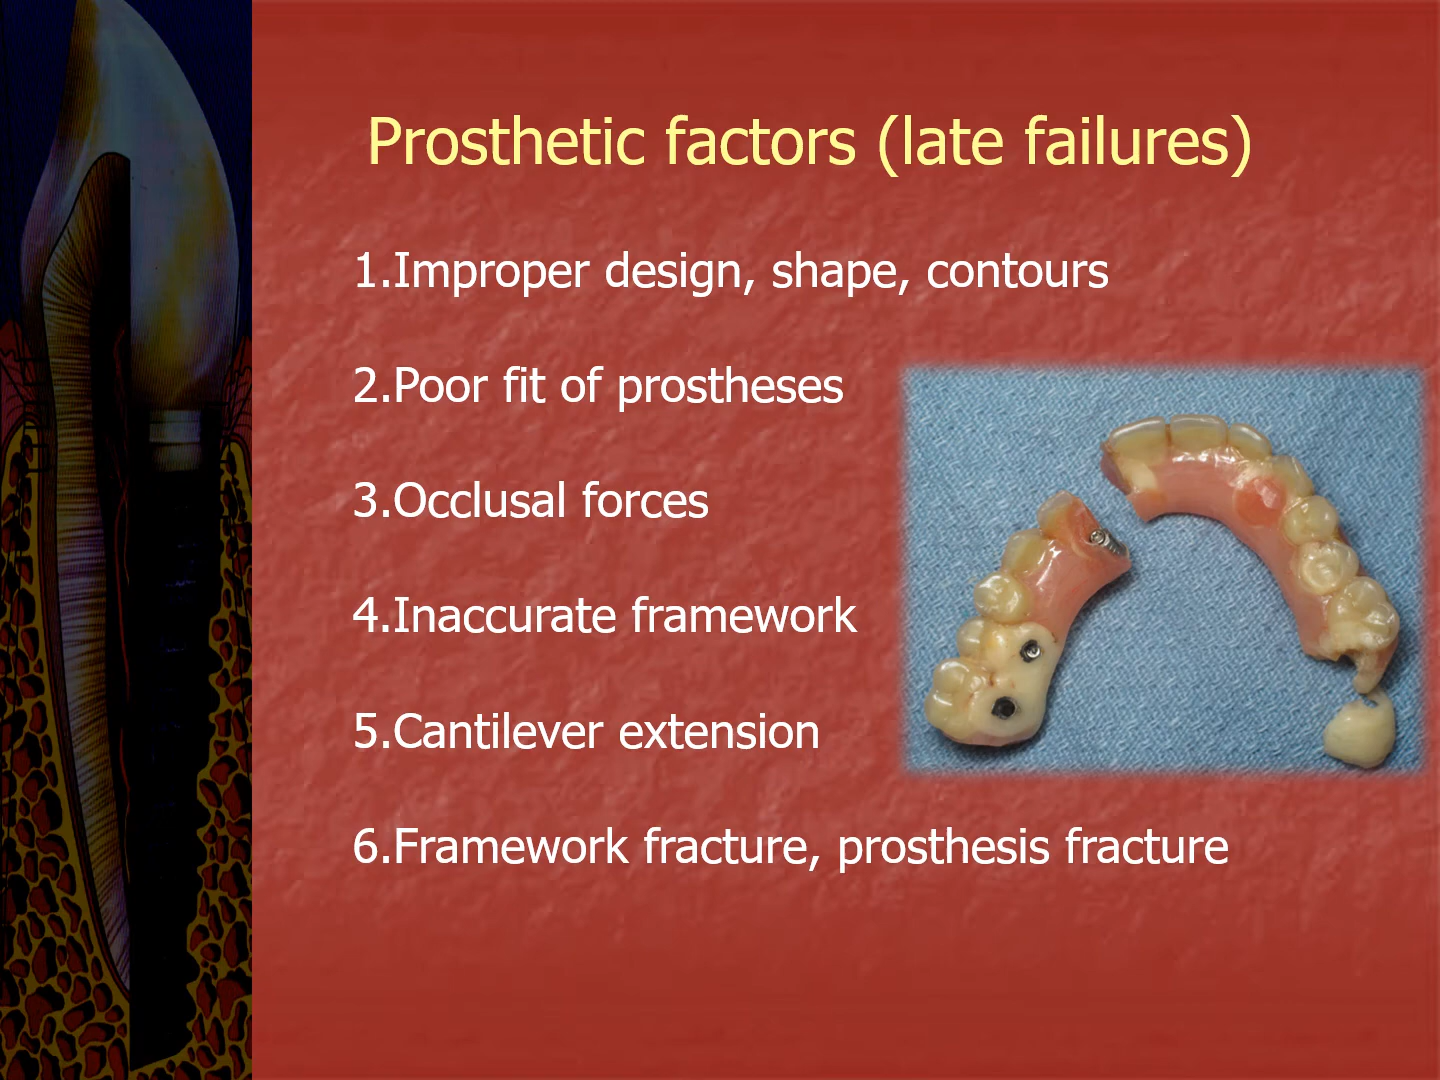 Prosthetic factors (late failures)
1.Improper design, shape, contours
2.Poor fit of prostheses
3.Occlusal forces
4.Inaccurate framework
5.Cantilever extension
6.Framework fracture, prosthesis fracture